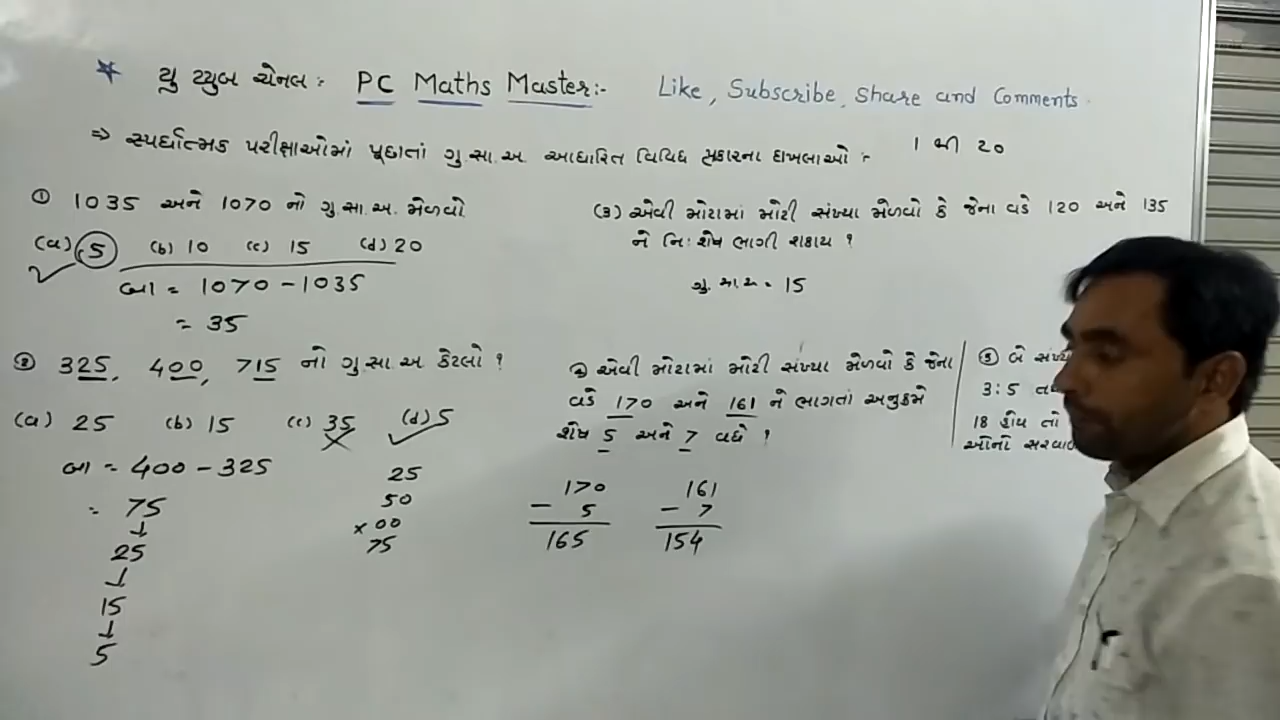 * યુ ટ્યુબ ચેનલ:- PC Maths Master:- Like, Subscribe, Share and Comments.
⇒ સ્પર્ધાત્મક પરીક્ષાઓમાં પૂછાતાં ગુ.સા.અ. આધારિત વિવિધ પ્રકારના દાખલાઓ :- 1 થી 20
① 1035 અને 1070 નો ગુ.સા.અ. મેળવો
(a) 5 (b) 10 (c) 15 (d) 20
✓
બા = 1070 - 1035
= 35
② 325, 400, 715 નો ગુ.સા.અ કેટલો ?
(a) 25 (b) 15 (c) 35 (d) 5
બા = 400 - 325
= 75
↓
25
↓
15
↓
5
25
50
× 00
75
(3) એવી મોટામાં મોટી સંખ્યા મેળવો કે જેના વડે 120 અને 135
ને નિઃશેષ ભાગી શકાય ?
ગુ.સા.અ. = 15
એવી મોટામાં મોટી સંખ્યા મેળવો કે જેના
વડે 170 અને 161 ને ભાગતાં અનુક્રમે
શેષ 5 અને 7 વધે ?
170 161
- 5 - 7
165 154
⑤ બે
3:5
18 હોય તો